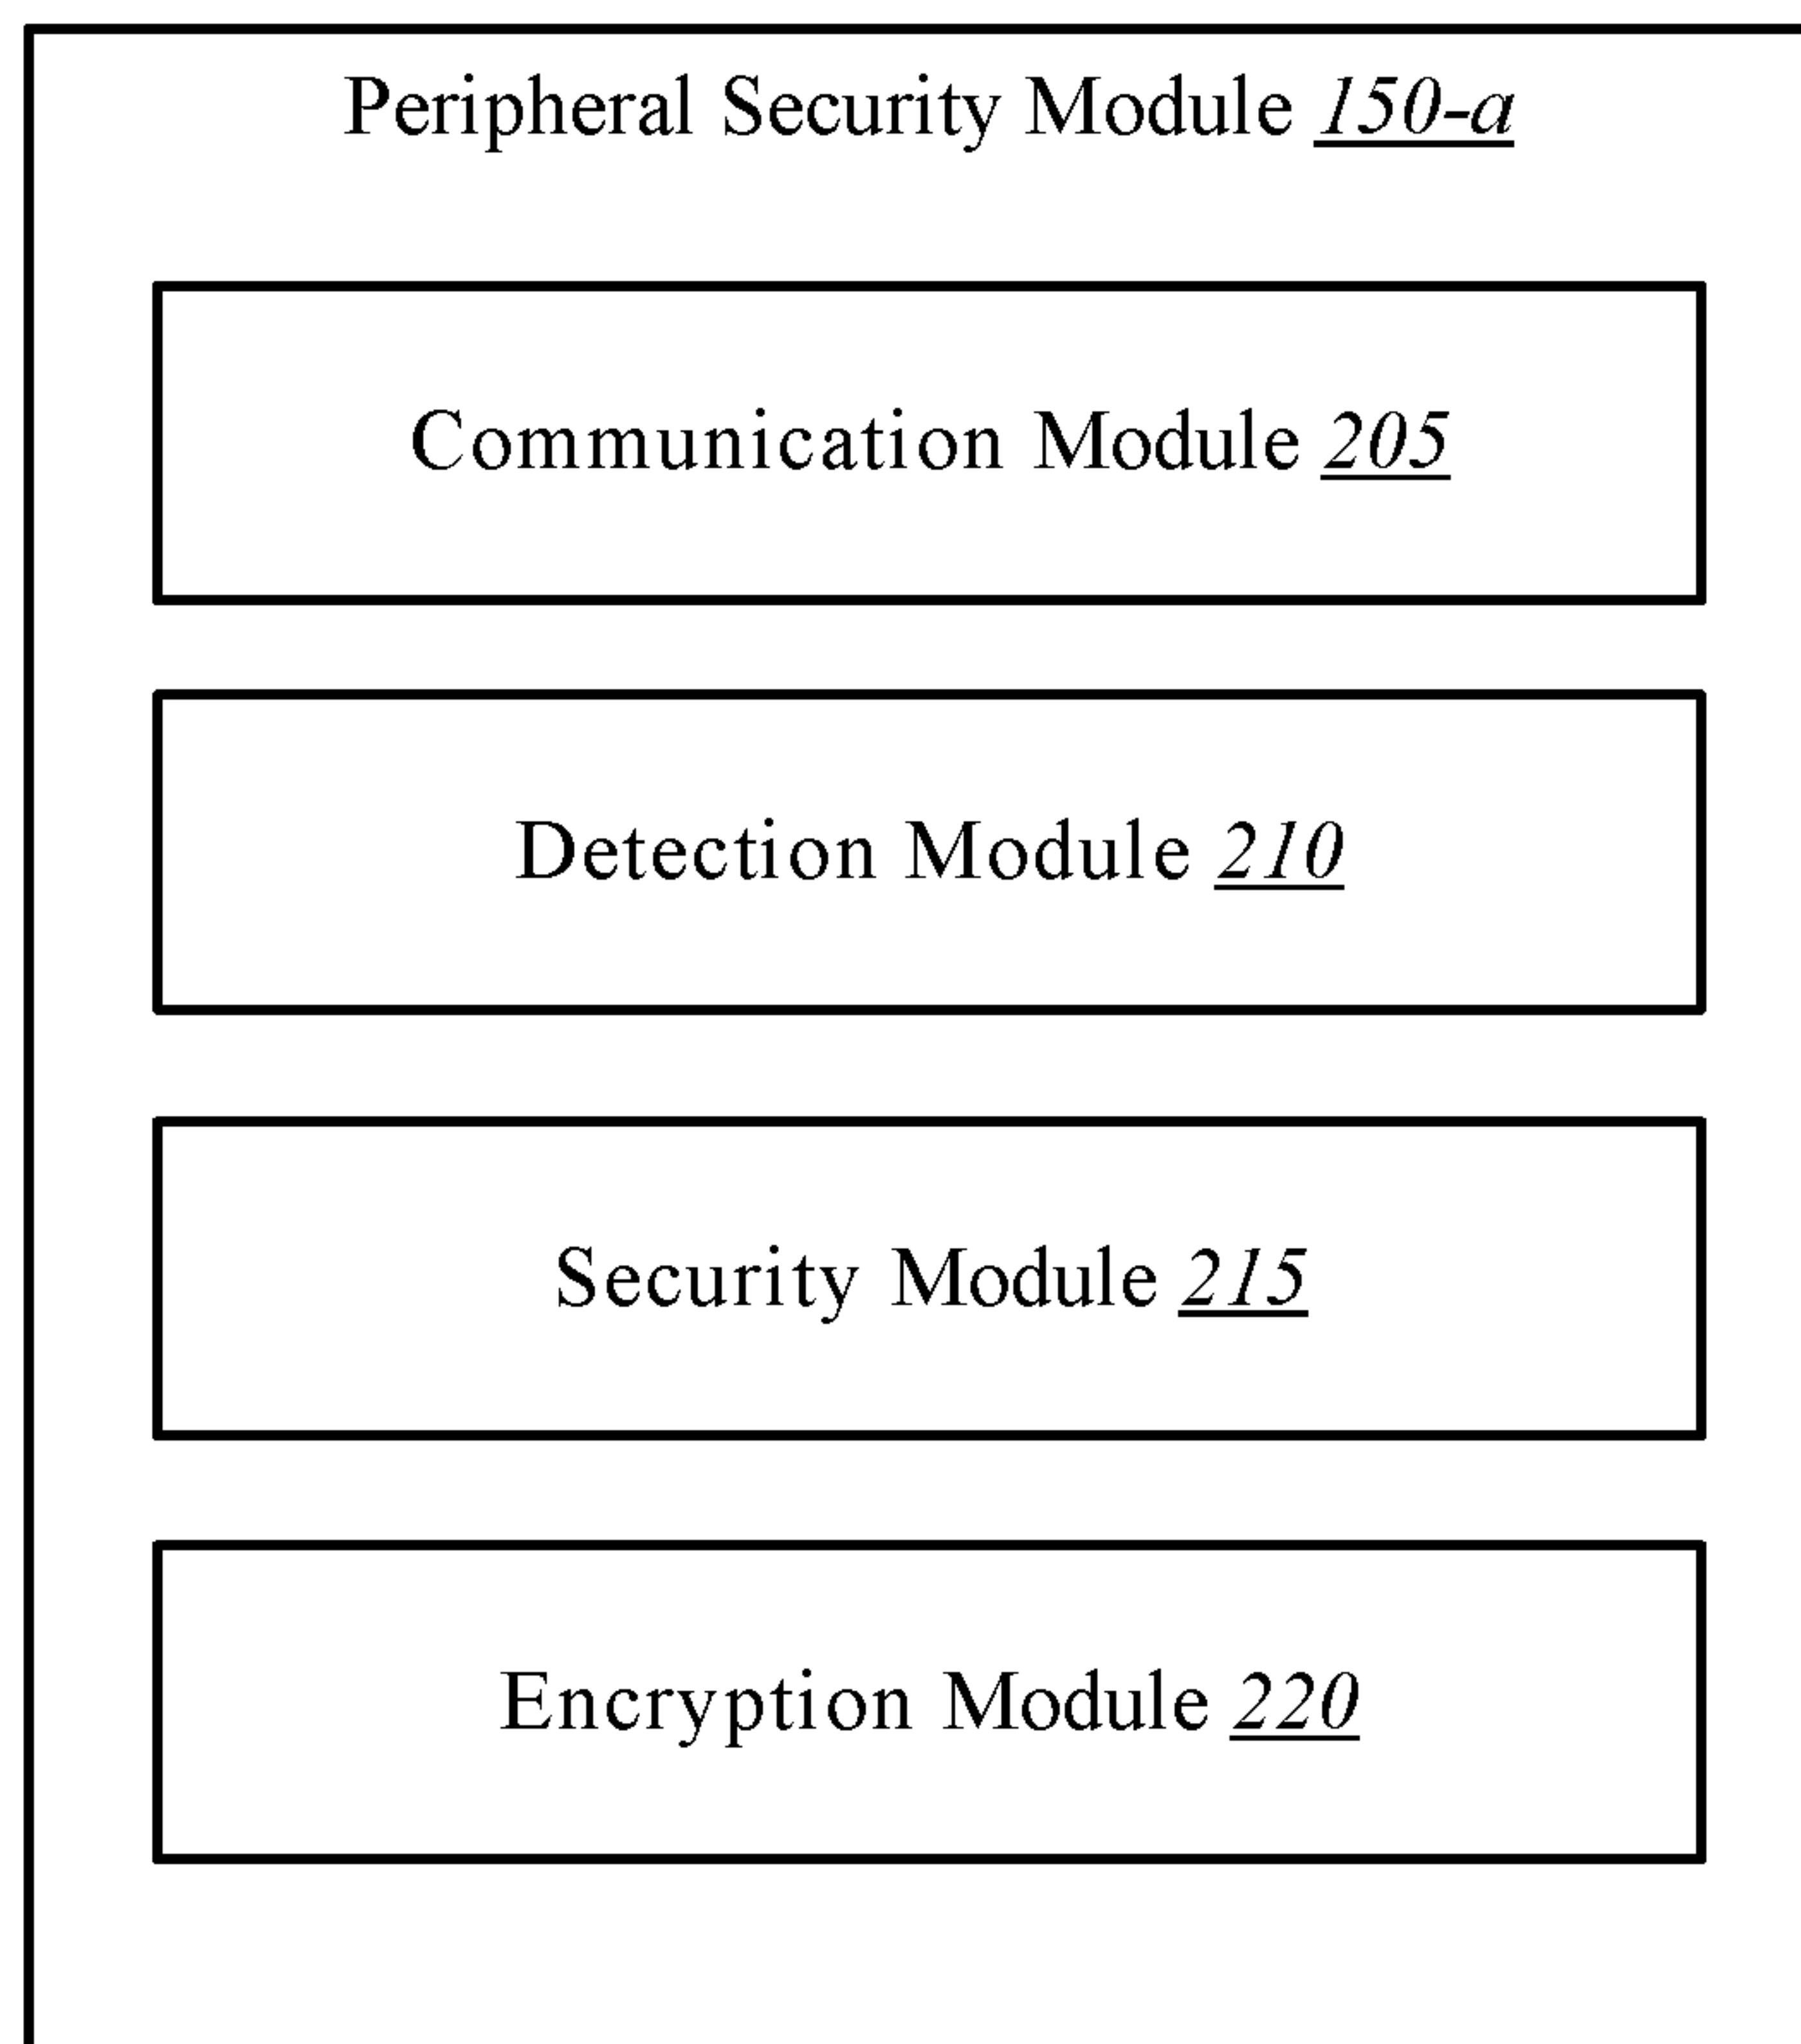 Peripheral Security Module 150-a
Communication Module 205
Detection Module 210
Security Module 215
Encryption Module 220